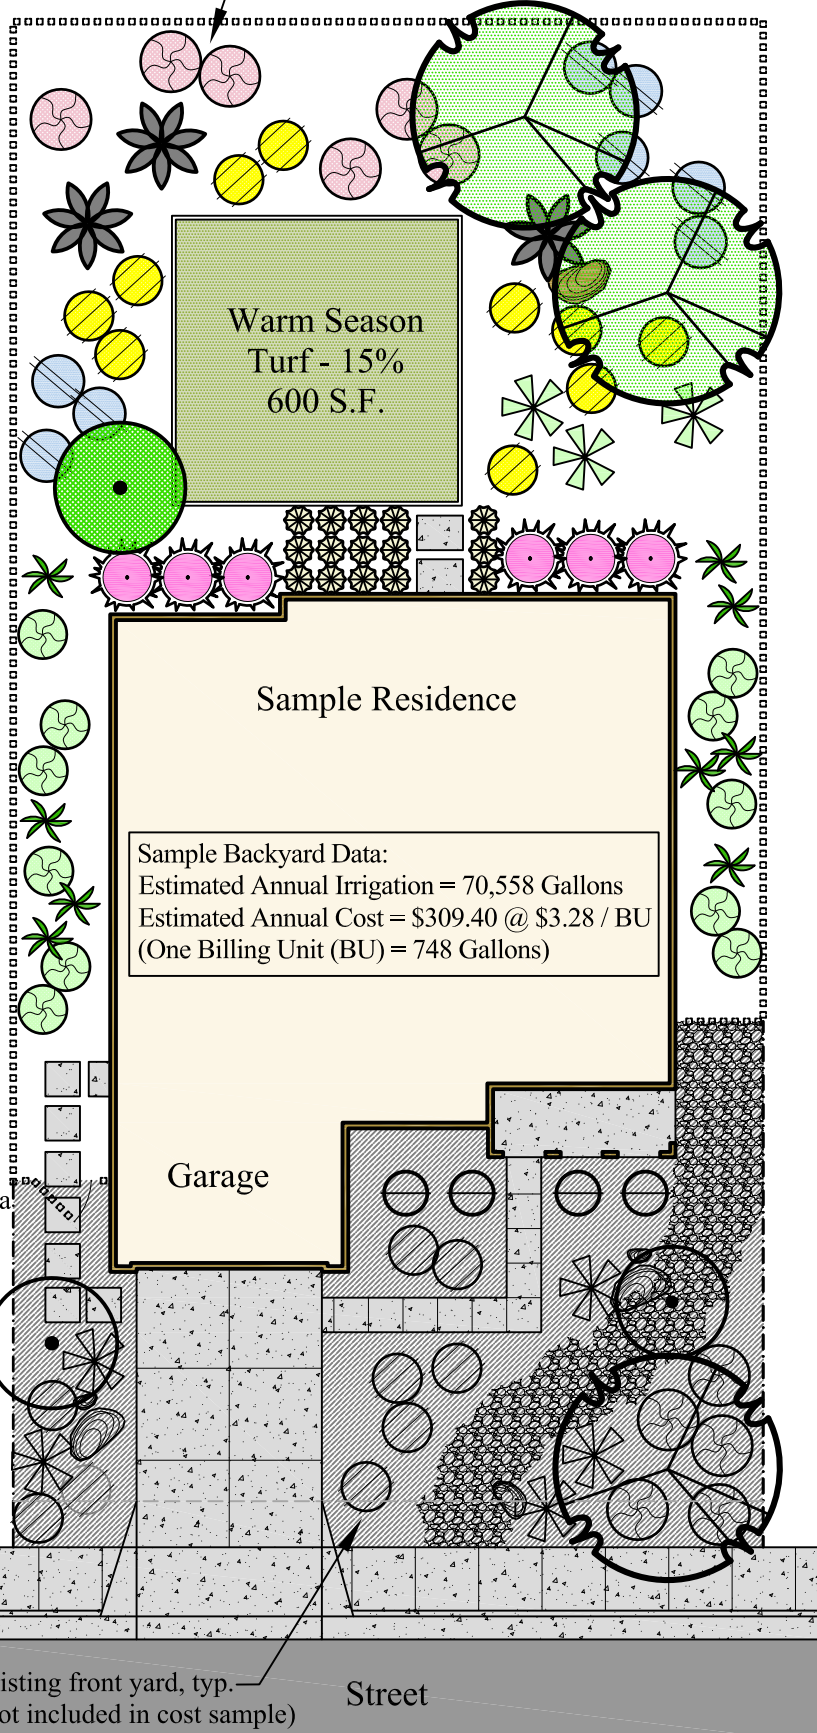 Warm Season
Turf - 15%
600 S.F.
Sample Residence
Sample Backyard Data:
Estimated Annual Irrigation = 70,558 Gallons
Estimated Annual Cost = $309.40 @ $3.28 / BU
(One Billing Unit (BU) = 748 Gallons)
Garage
a
isting front yard, typ.
ot included in cost sample)
Street